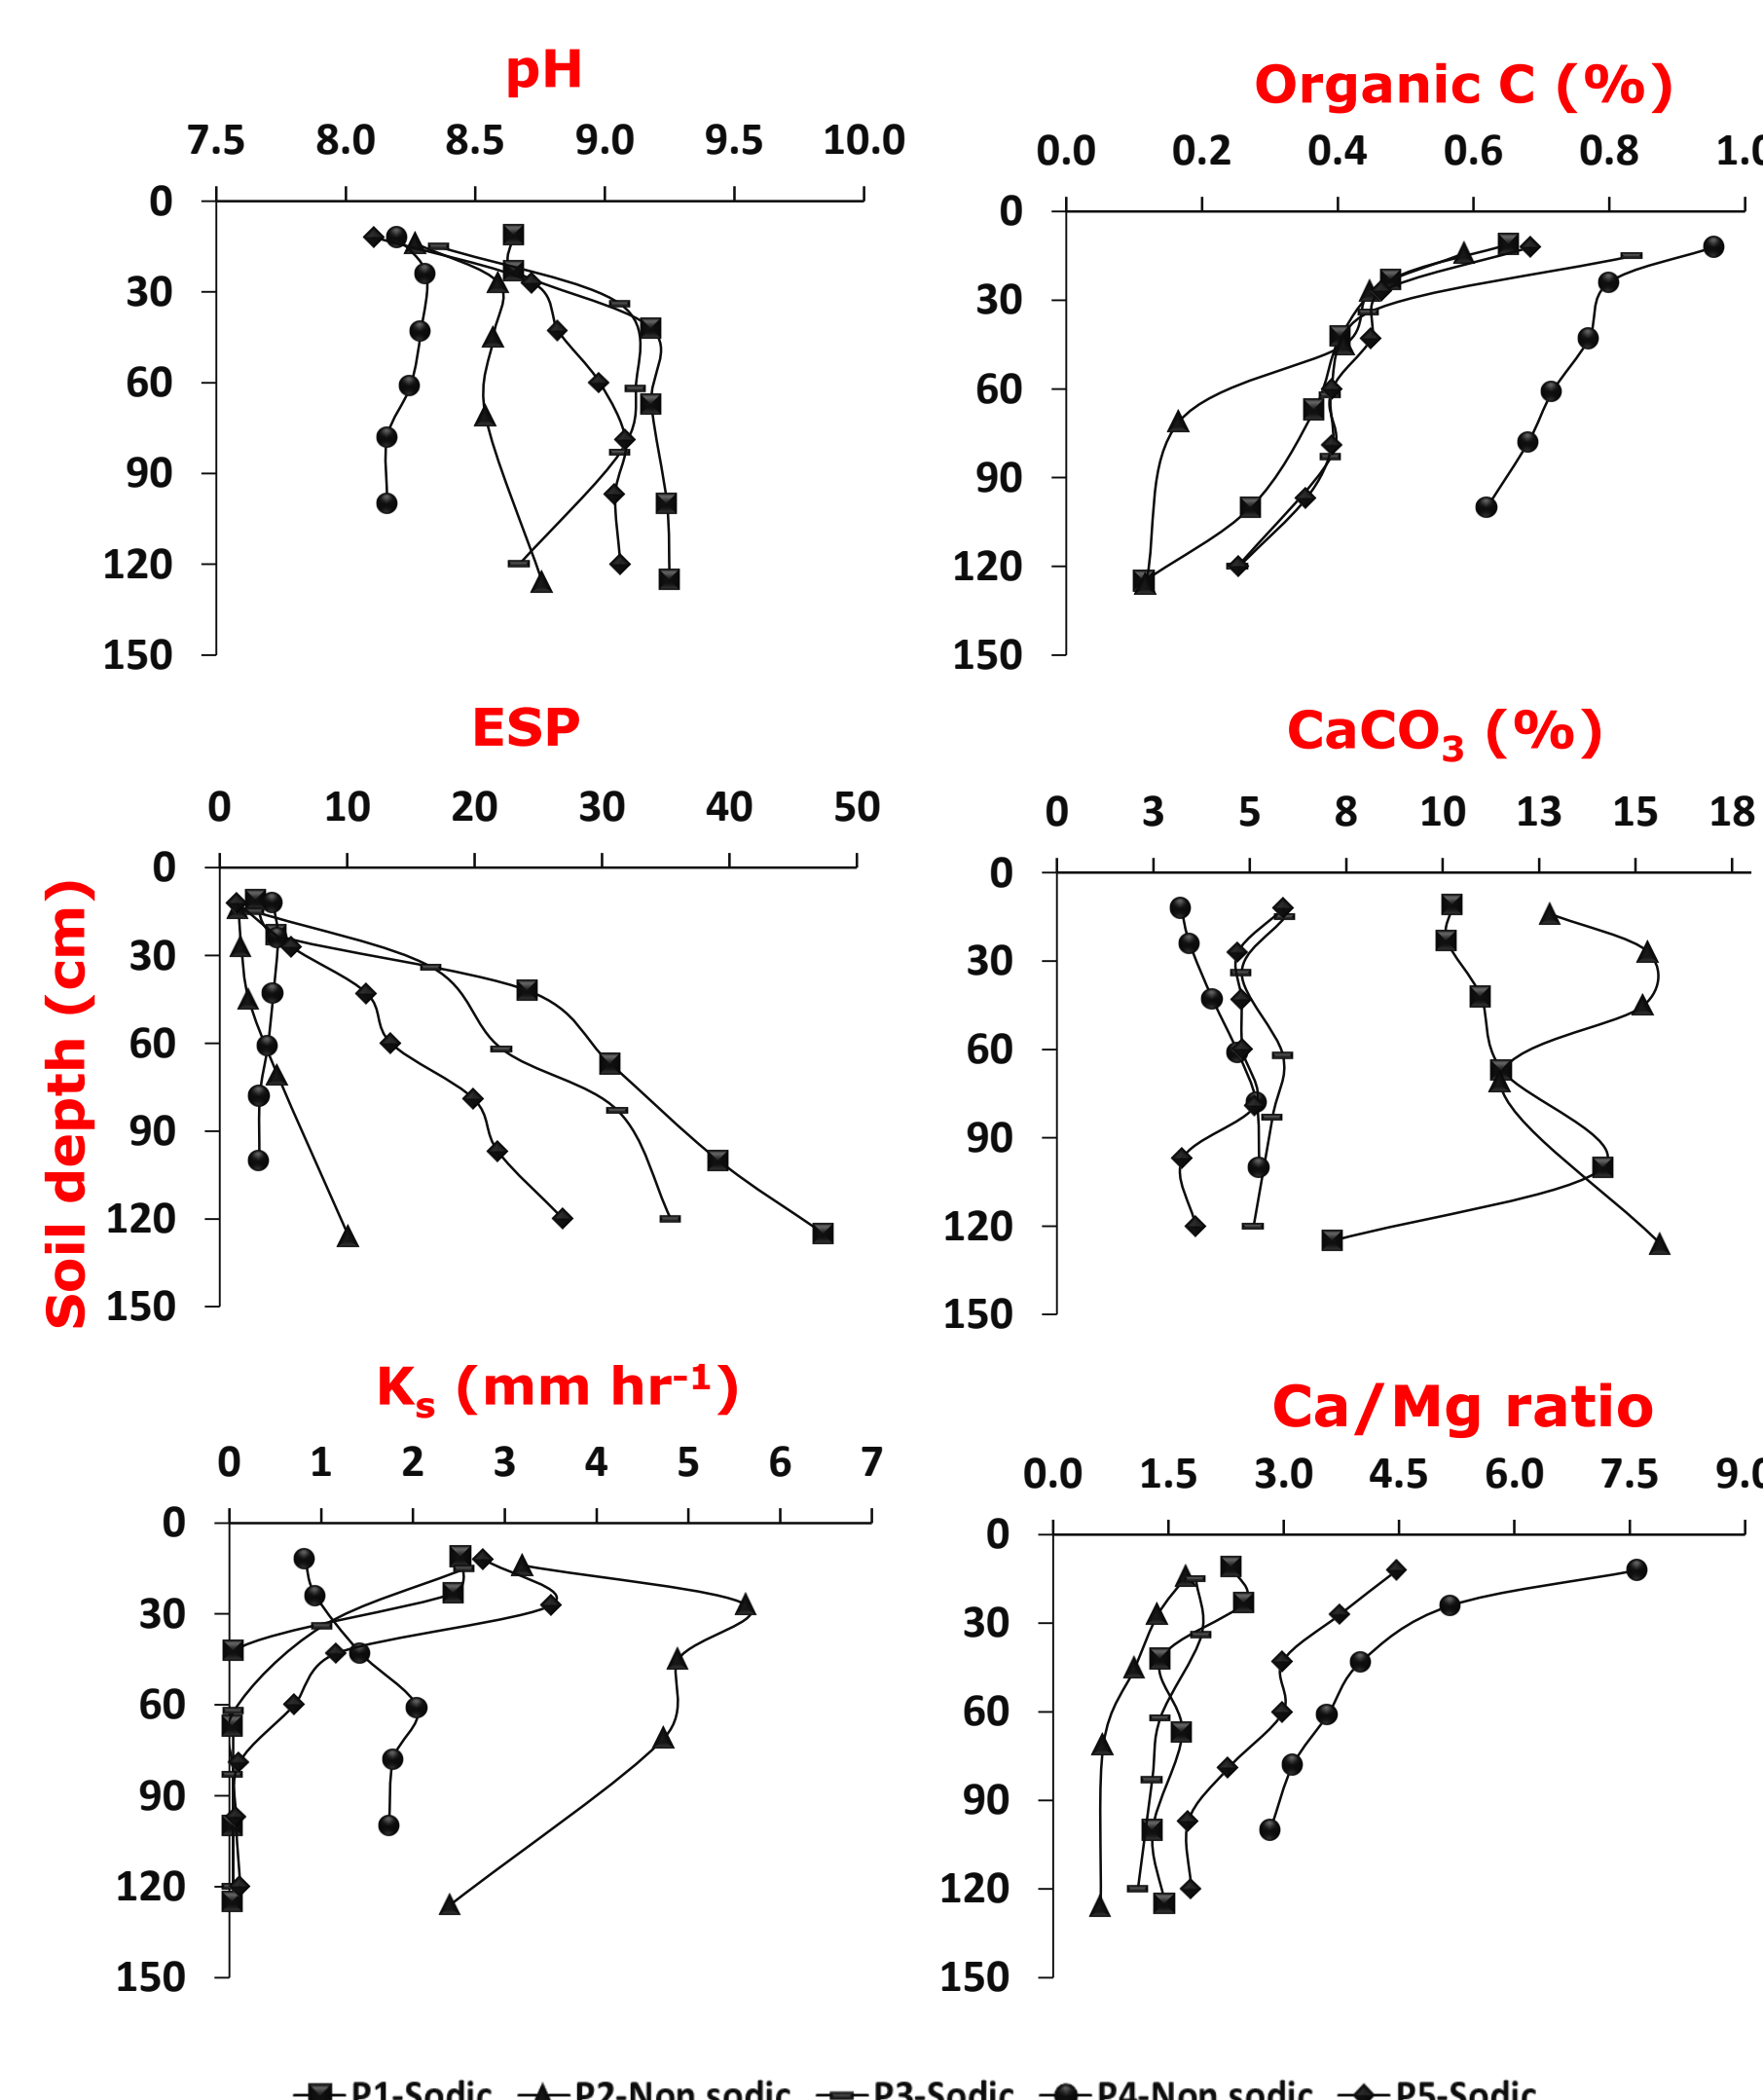 pH
7.5 8.0 8.5 9.0 9.5 10.0
0
30
60
90
120
150
Organic C (%)
0.0 0.2 0.4 0.6 0.8 1.0
0
30
60
90
120
150
Soil depth (cm)
ESP
0 10 20 30 40 50
0
30
60
90
120
150
CaCO3 (%)
0 3 5 8 10 13 15 18
0
30
60
90
120
150
Ks (mm hr-1)
0 1 2 3 4 5 6 7
0
30
60
90
120
150
Ca/Mg ratio
0.0 1.5 3.0 4.5 6.0 7.5 9.0
0
30
60
90
120
150
P1-Sodic P2-Non sodic P3-Sodic P4-Non sodic P5-Sodic